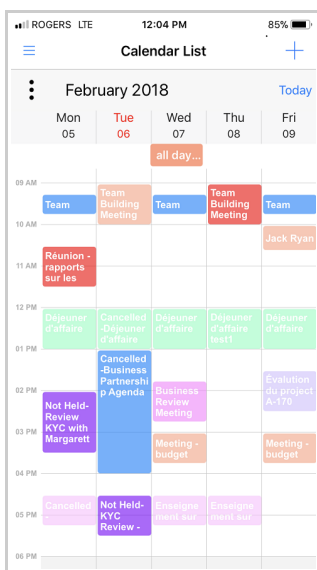 ROGERS LTE 12:04 PM 85%
Calendar List
February 2018 Today
Mon Tue Wed Thu Fri
05 06 07 08 09
all day...
09 AM
Team
Team
Building
Meeting
Team
Team
Building
Meeting
Team
10 AM
Jack Ryan
Réunion -
rapports
sur les
11 AM
12 PM
Déjeuner
d'affaire
Cancelled
-Déjeuner
d'affaire
Déjeuner
d'affaire
Déjeuner
d'affaire
test1
Déjeuner
d'affaire
01 PM
Cancelled
-Business
Partnershi
p Agenda
Évalution
du project
A-170
02 PM
Not Held-
Review
KYC with
Margarett
Business
Review
Meeting
03 PM
Meeting -
budget
Meeting -
budget
04 PM
Cancelled
-
Not Held-
KYC
Review -
Enseigne
ment sur
Enseigne
ment sur
05 PM
06 PM